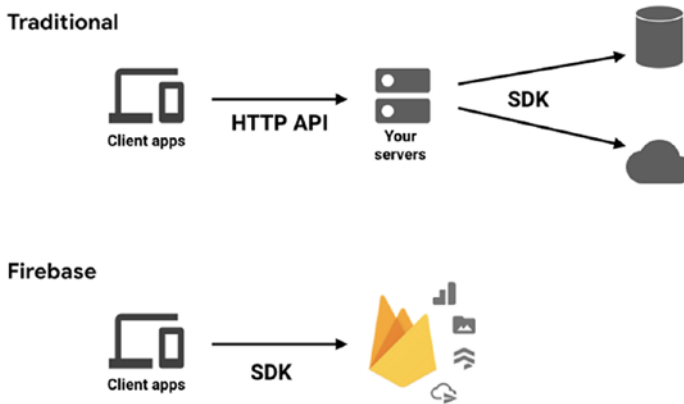 Traditional
HTTP API
SDK
Client apps
Your
servers
Firebase
Client apps
SDK